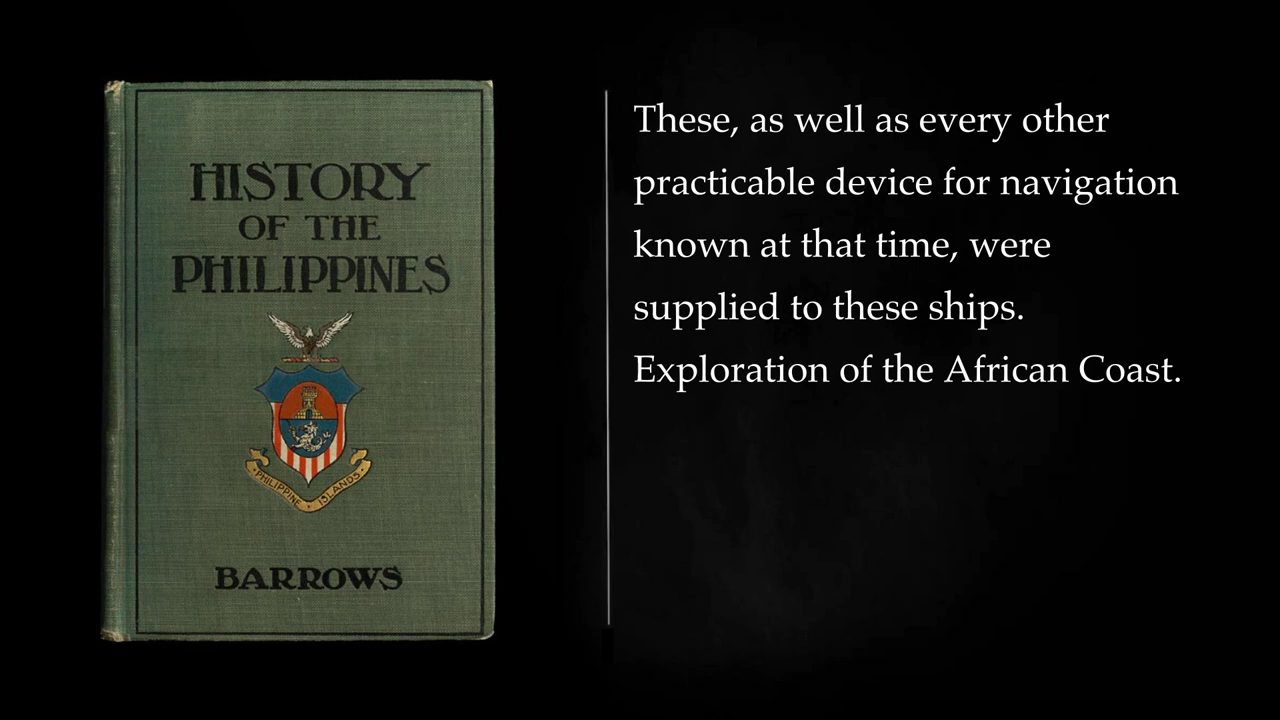 HISTORY
OF THE
PHILIPPINES
PHILIPPINE ISLANDS
BARROWS
These, as well as every other
practicable device for navigation
known at that time, were
supplied to these ships.
Exploration of the African Coast.